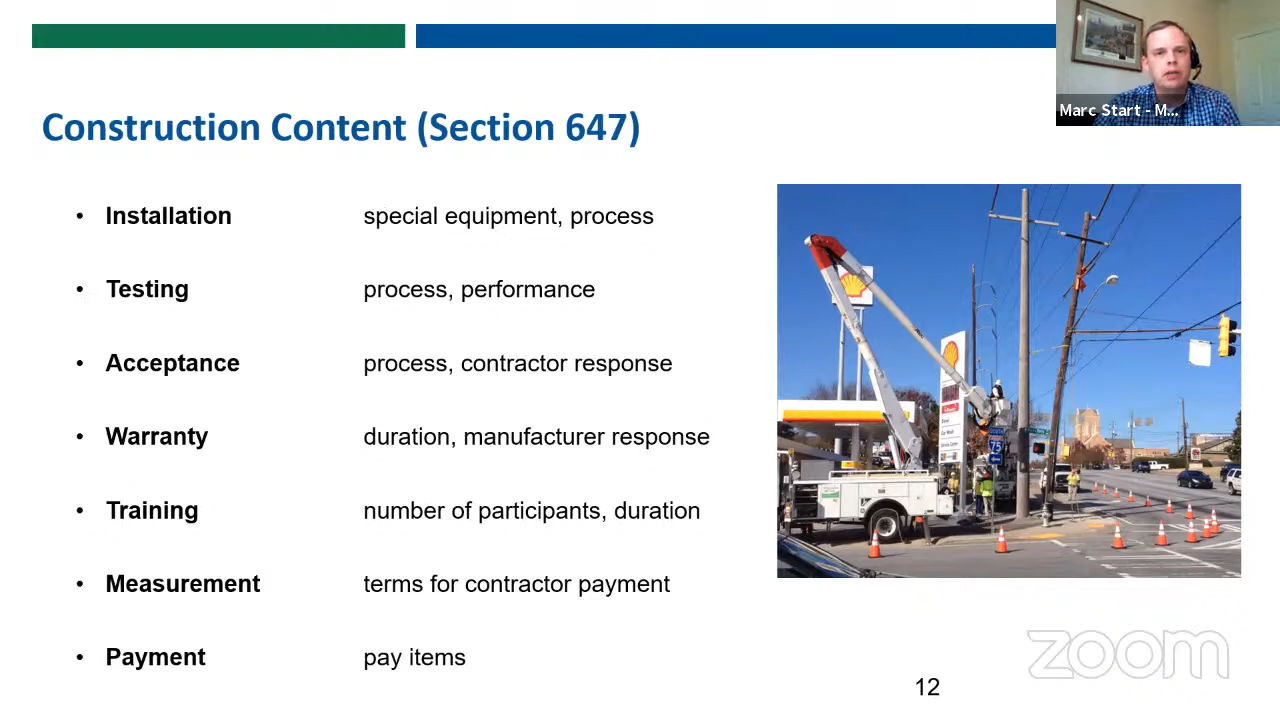 Marc Start - M...
Construction Content (Section 647)
• Installation special equipment, process
• Testing process, performance
• Acceptance process, contractor response
• Warranty duration, manufacturer response
• Training number of participants, duration
• Measurement terms for contractor payment
• Payment pay items
75
12
zoom